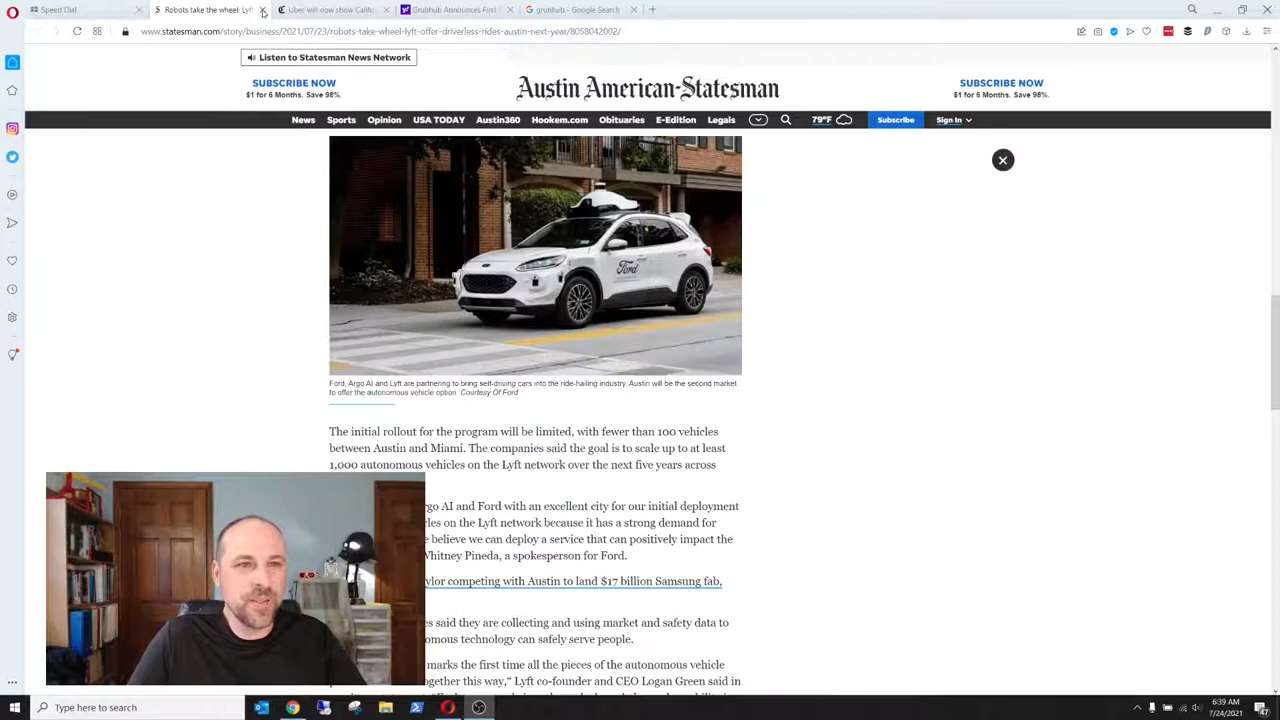 Speed Dial
Robots take the wheel: Lyf
Uber will now show Califo
Grubhub Announces First
grunkub - Google Search
www.statesman.com/story/business/2021/07/23/robots-take-wheel-lyft-offer-driverless-rides-austin-next-year/8058042002/
Listen to Statesman News Network
SUBSCRIBE NOW
$1 for 6 Months. Save 98%.
Austin American-Statesman
SUBSCRIBE NOW
$1 for 6 Months. Save 98%.
News Sports Opinion USA TODAY Austin360 Hookem.com Obituaries E-Edition Legals 79°F Subscribe Sign In
Ford
Ford, Argo AI and Lyft are partnering to bring self-driving cars into the ride-hailing industry. Austin will be the second market
to offer the autonomous vehicle option. Courtesy Of Ford
The initial rollout for the program will be limited, with fewer than 100 vehicles
between Austin and Miami. The companies said the goal is to scale up to at least
1,000 autonomous vehicles on the Lyft network over the next five years across
rgo AI and Ford with an excellent city for our initial deployment
cles on the Lyft network because it has a strong demand for
e believe we can deploy a service that can positively impact the
Whitney Pineda, a spokesperson for Ford.
ylor competing with Austin to land $17 billion Samsung fab,
es said they are collecting and using market and safety data to
omous technology can safely serve people.
marks the first time all the pieces of the autonomous vehicle
ogether this way," Lyft co-founder and CEO Logan Green said in
Type here to search
6:39 AM
7/24/2021
47